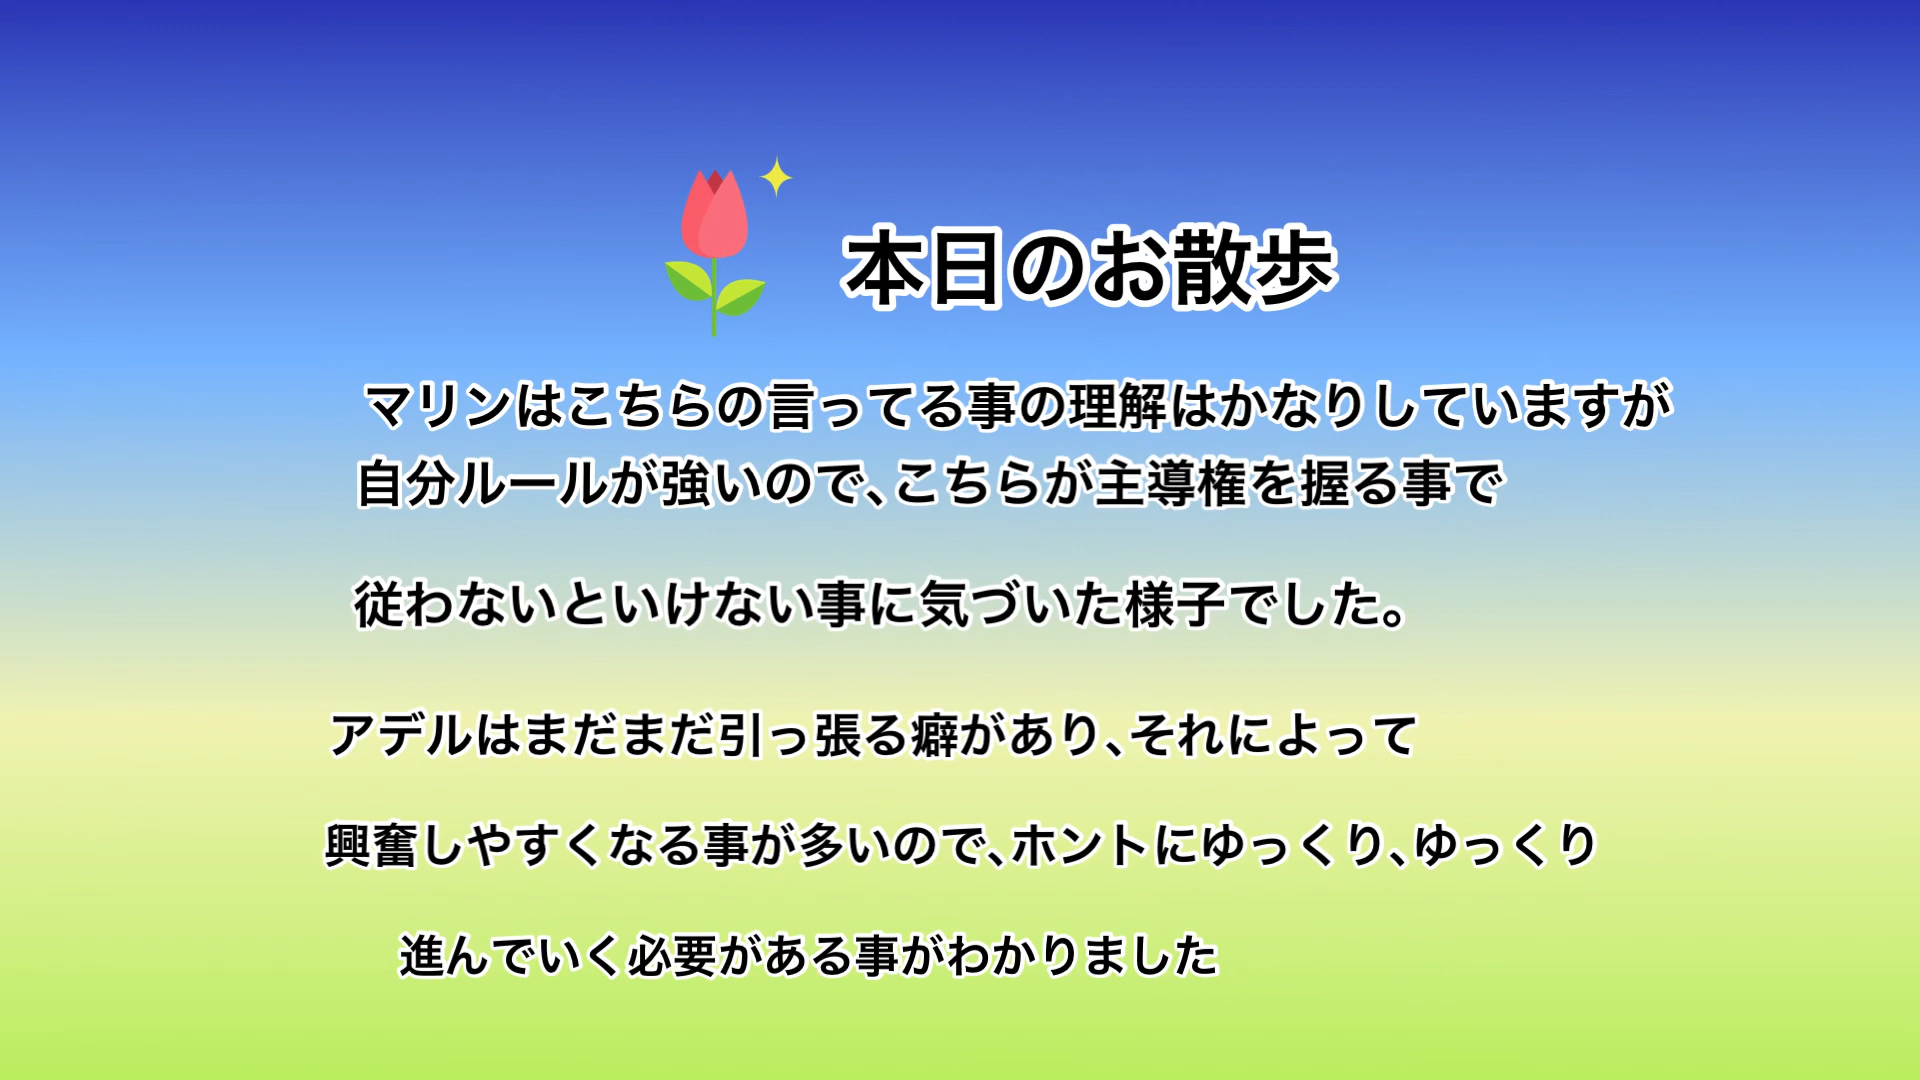 本日のお散歩
マリンはこちらの言ってる事の理解はかなりしていますが
自分ルールが強いので、こちらが主導権を握る事で
従わないといけない事に気づいた様子でした。
アデルはまだまだ引っ張る癖があり、それによって
興奮しやすくなる事が多いので、ホントにゆっくり、ゆっくり
進んでいく必要がある事がわかりました